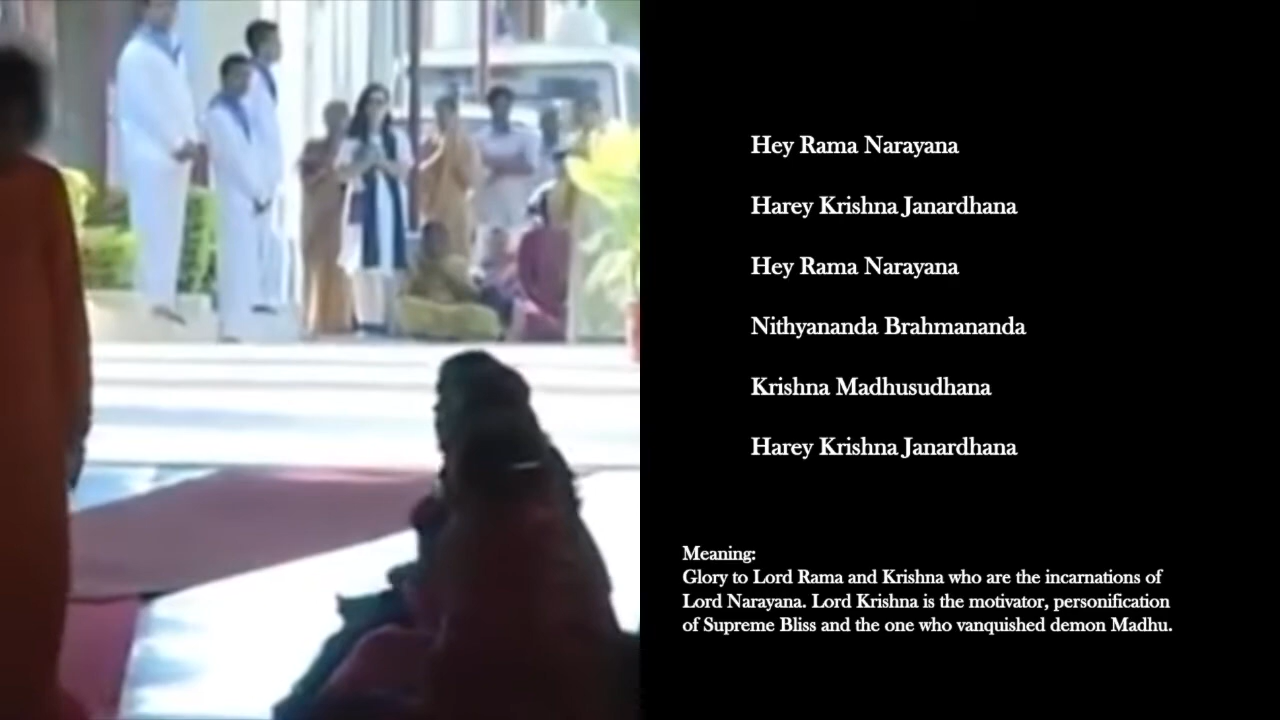 Hey Rama Narayana
Harey Krishna Janardhana
Hey Rama Narayana
Nithyananda Brahmananda
Krishna Madhusudhana
Harey Krishna Janardhana
Meaning:
Glory to Lord Rama and Krishna who are the incarnations of
Lord Narayana. Lord Krishna is the motivator, personification
of Supreme Bliss and the one who vanquished demon Madhu.